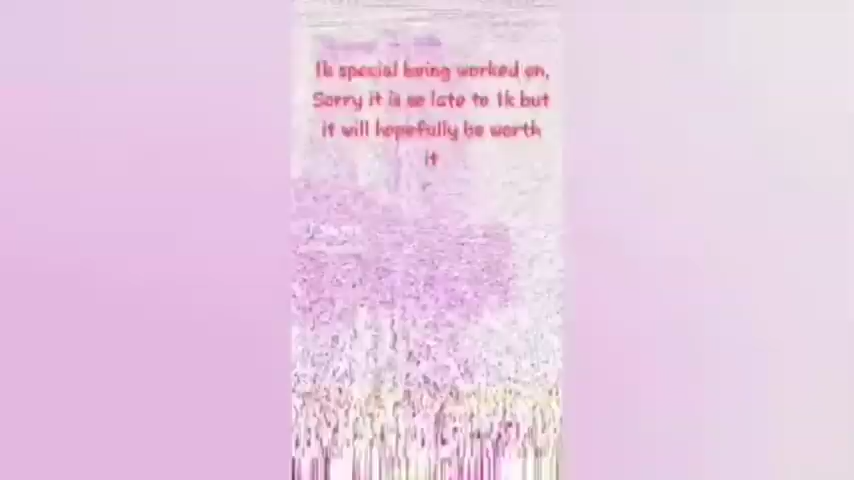 1k special being worked on,
Sorry it is so late to 1k but
it will hopefully be worth
it